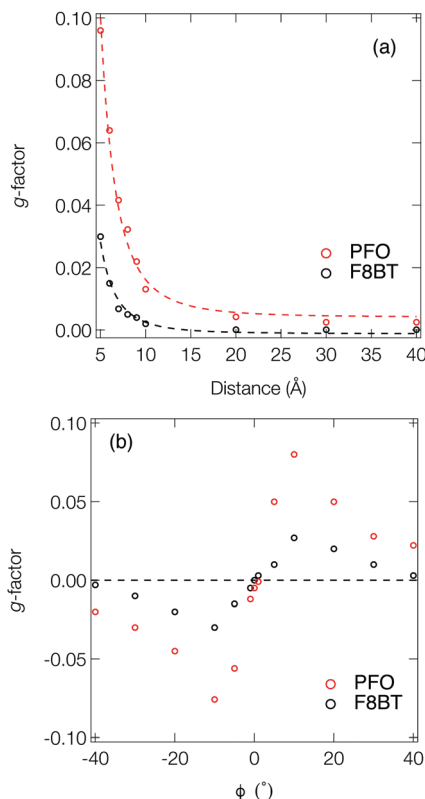 0.10
(a)
0.08
0.06
0.04
0.02
0.00
g-factor
PFO
F8BT
5 10 15 20 25 30 35 40
Distance (Å)
0.10
(b)
0.05
0.00
-0.05
-0.10
g-factor
PFO
F8BT
-40 -20 0 20 40
ϕ (°)